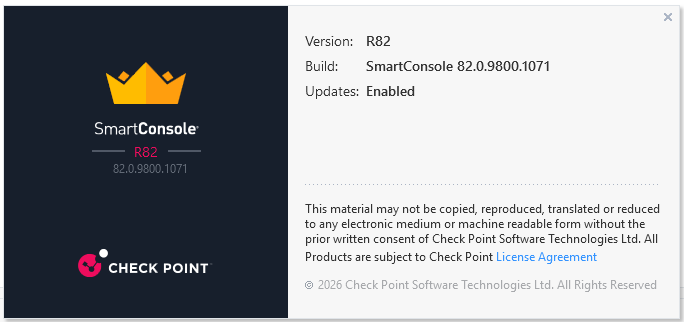 SmartConsole®
R82
82.0.9800.1071
CHECK POINT™
Version: R82
Build: SmartConsole 82.0.9800.1071
Updates: Enabled
This material may not be copied, reproduced, translated or reduced
to any electronic medium or machine readable form without the
prior written consent of Check Point Software Technologies Ltd. All
Products are subject to Check Point License Agreement
© 2026 Check Point Software Technologies Ltd. All Rights Reserved